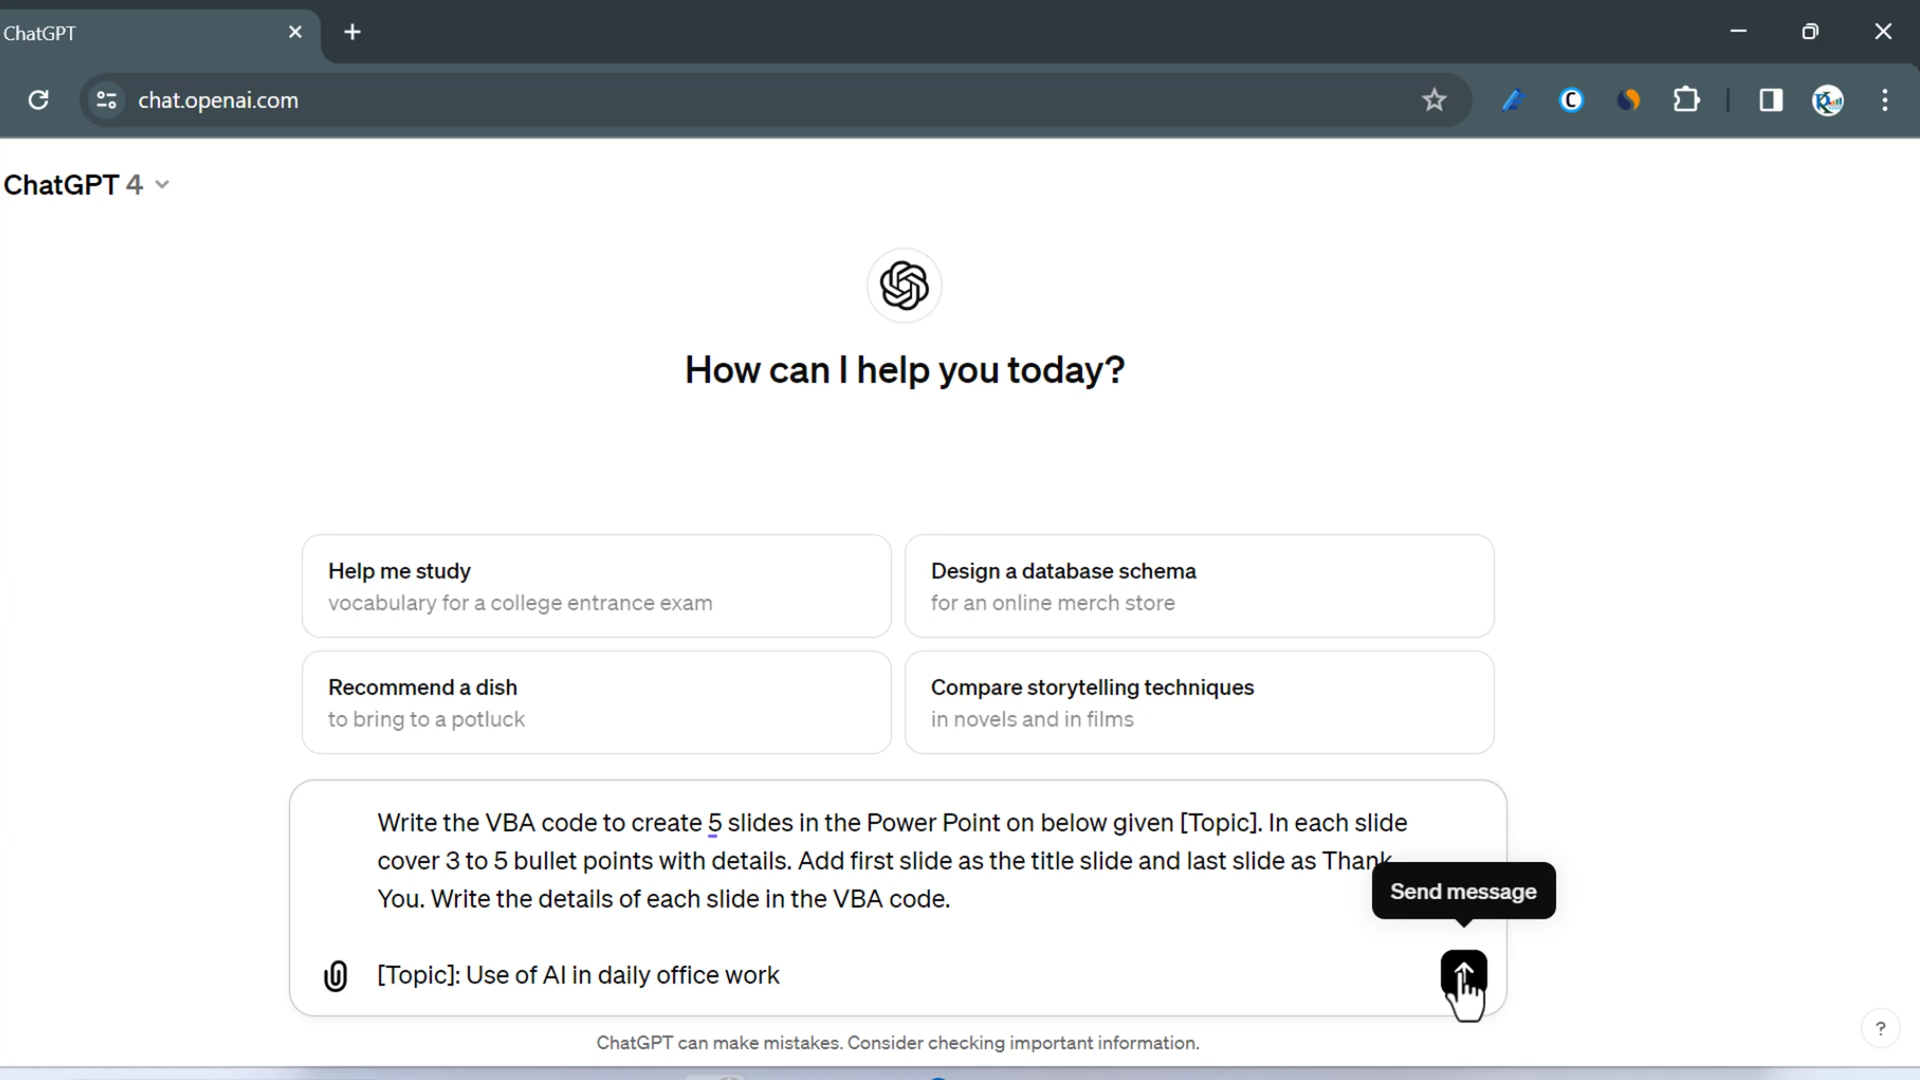 ChatGPT
chat.openai.com
ChatGPT 4
How can I help you today?
Help me study
vocabulary for a college entrance exam
Design a database schema
for an online merch store
Recommend a dish
to bring to a potluck
Compare storytelling techniques
in novels and in films
Write the VBA code to create 5 slides in the Power Point on below given [Topic]. In each slide
cover 3 to 5 bullet points with details. Add first slide as the title slide and last slide as Thank
You. Write the details of each slide in the VBA code.
Send message
[Topic]: Use of AI in daily office work
ChatGPT can make mistakes. Consider checking important information.
?